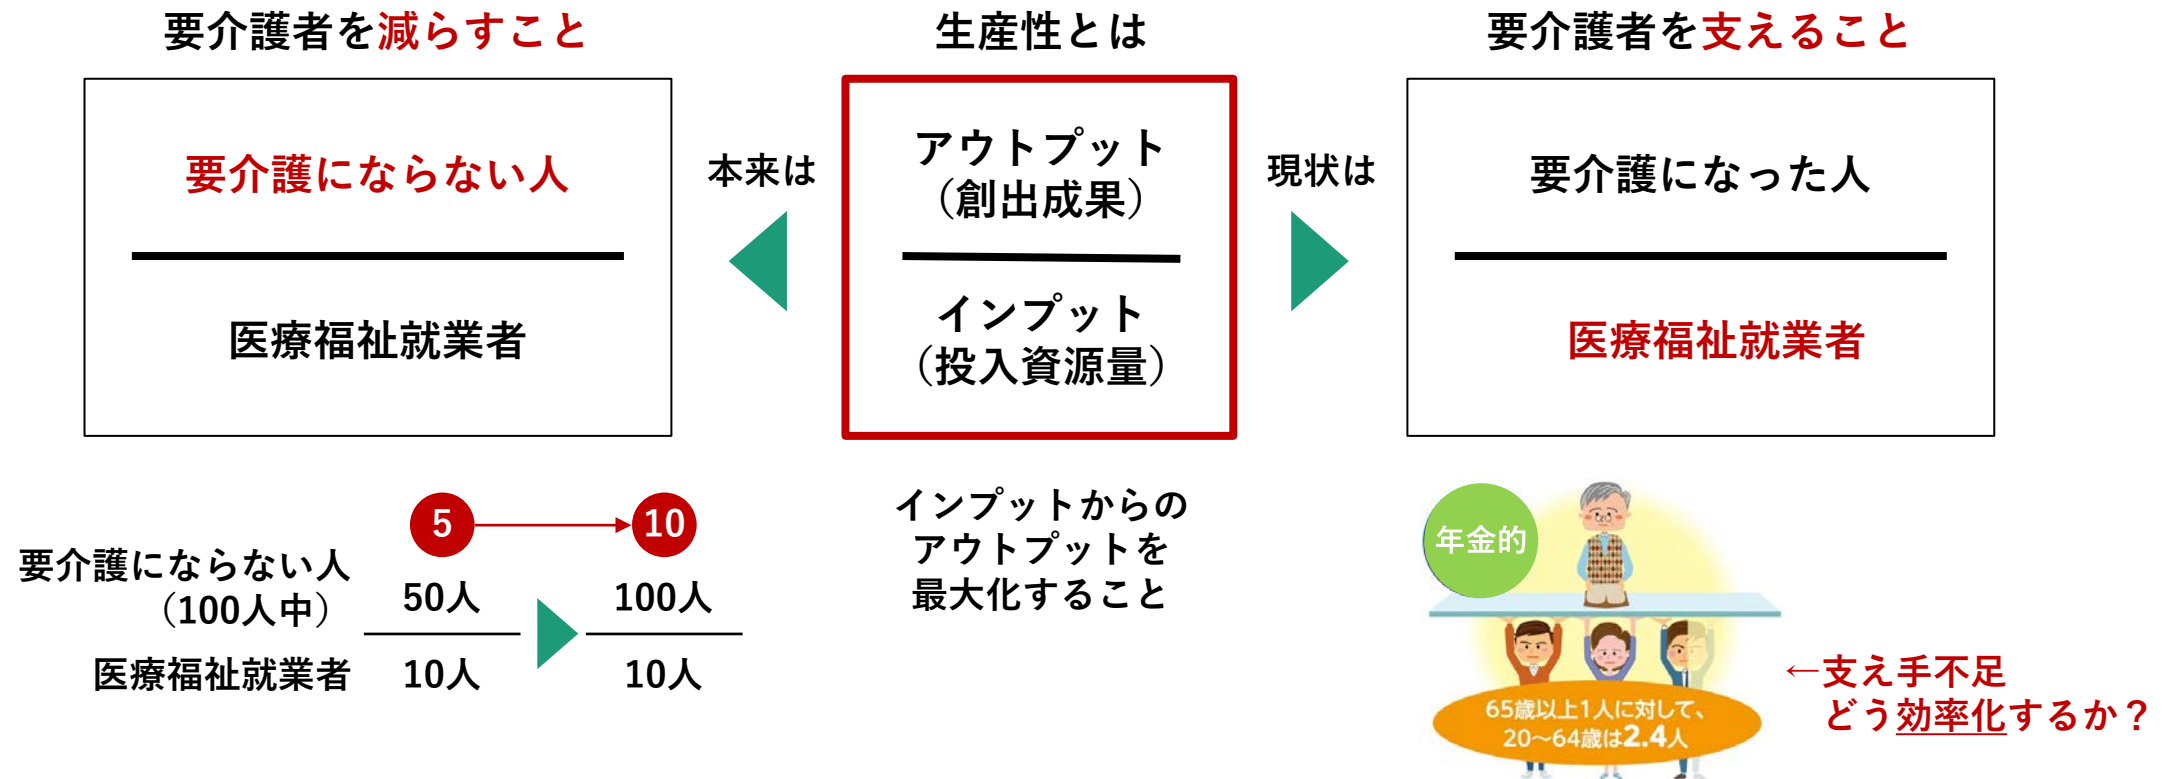 要介護者を減らすこと
生産性とは
要介護者を支えること
要介護にならない人
医療福祉就業者
本来は
アウトプット
（創出成果）
インプット
（投入資源量）
現状は
要介護になった人
医療福祉就業者
5
10
要介護にならない人
（100人中）
50人
100人
医療福祉就業者
10人
10人
インプットからの
アウトプットを
最大化すること
年金的
65歳以上1人に対して、
20～64歳は2.4人
←支え手不足
どう効率化するか？